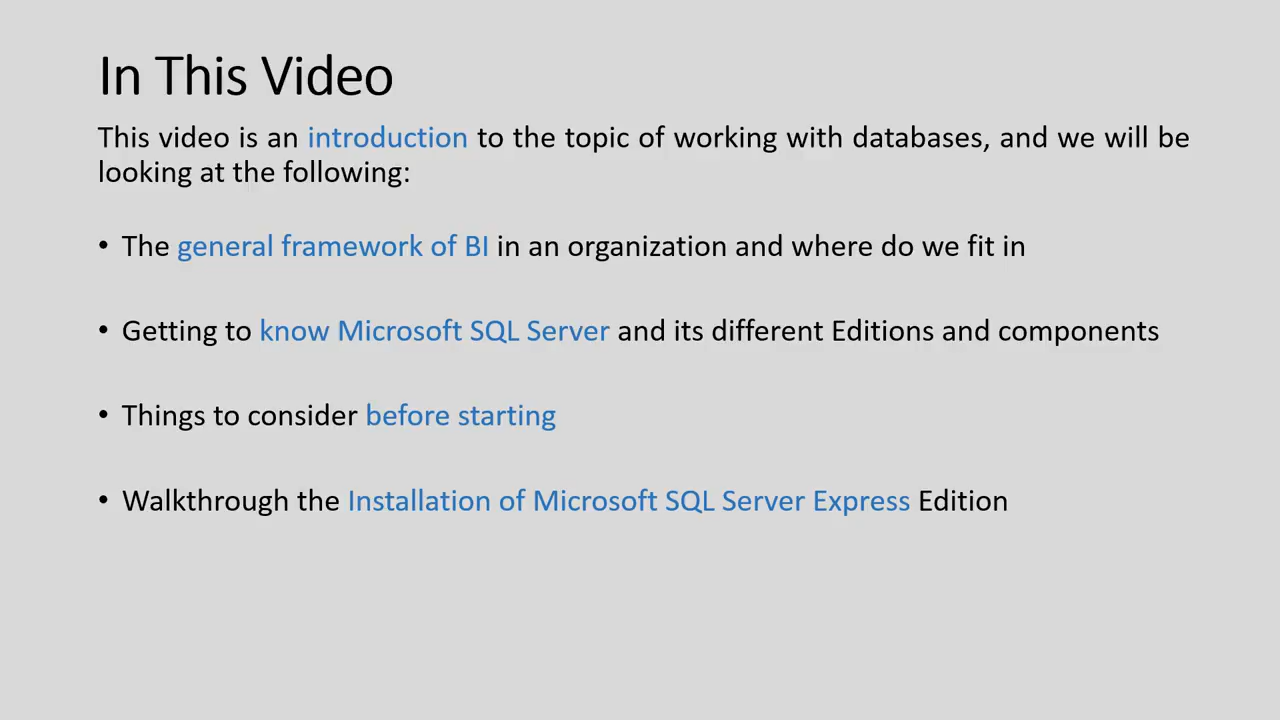 In This Video
This video is an introduction to the topic of working with databases, and we will be
looking at the following:
• The general framework of BI in an organization and where do we fit in
• Getting to know Microsoft SQL Server and its different Editions and components
• Things to consider before starting
• Walkthrough the Installation of Microsoft SQL Server Express Edition